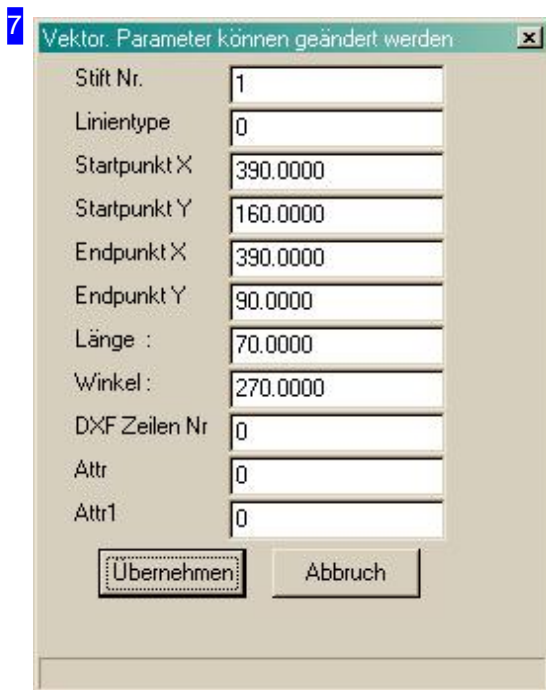 7
Vektor. Parameter können geändert werden
Stift Nr. 1
Linientype 0
Startpunkt X 390.0000
Startpunkt Y 160.0000
Endpunkt X 390.0000
Endpunkt Y 90.0000
Länge : 70.0000
Winkel : 270.0000
DXF Zeilen Nr 0
Attr 0
Attr1 0
Übernehmen Abbruch